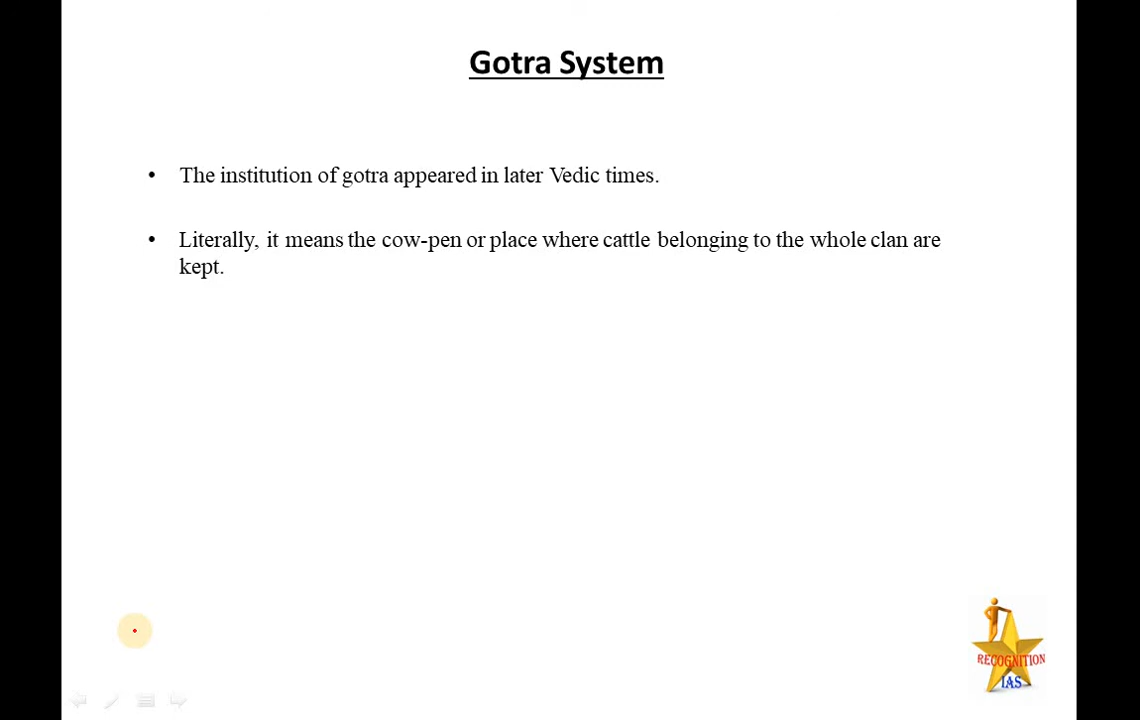 Gotra System
• The institution of gotra appeared in later Vedic times.
• Literally, it means the cow-pen or place where cattle belonging to the whole clan are
kept.
RECOGNITION
IAS